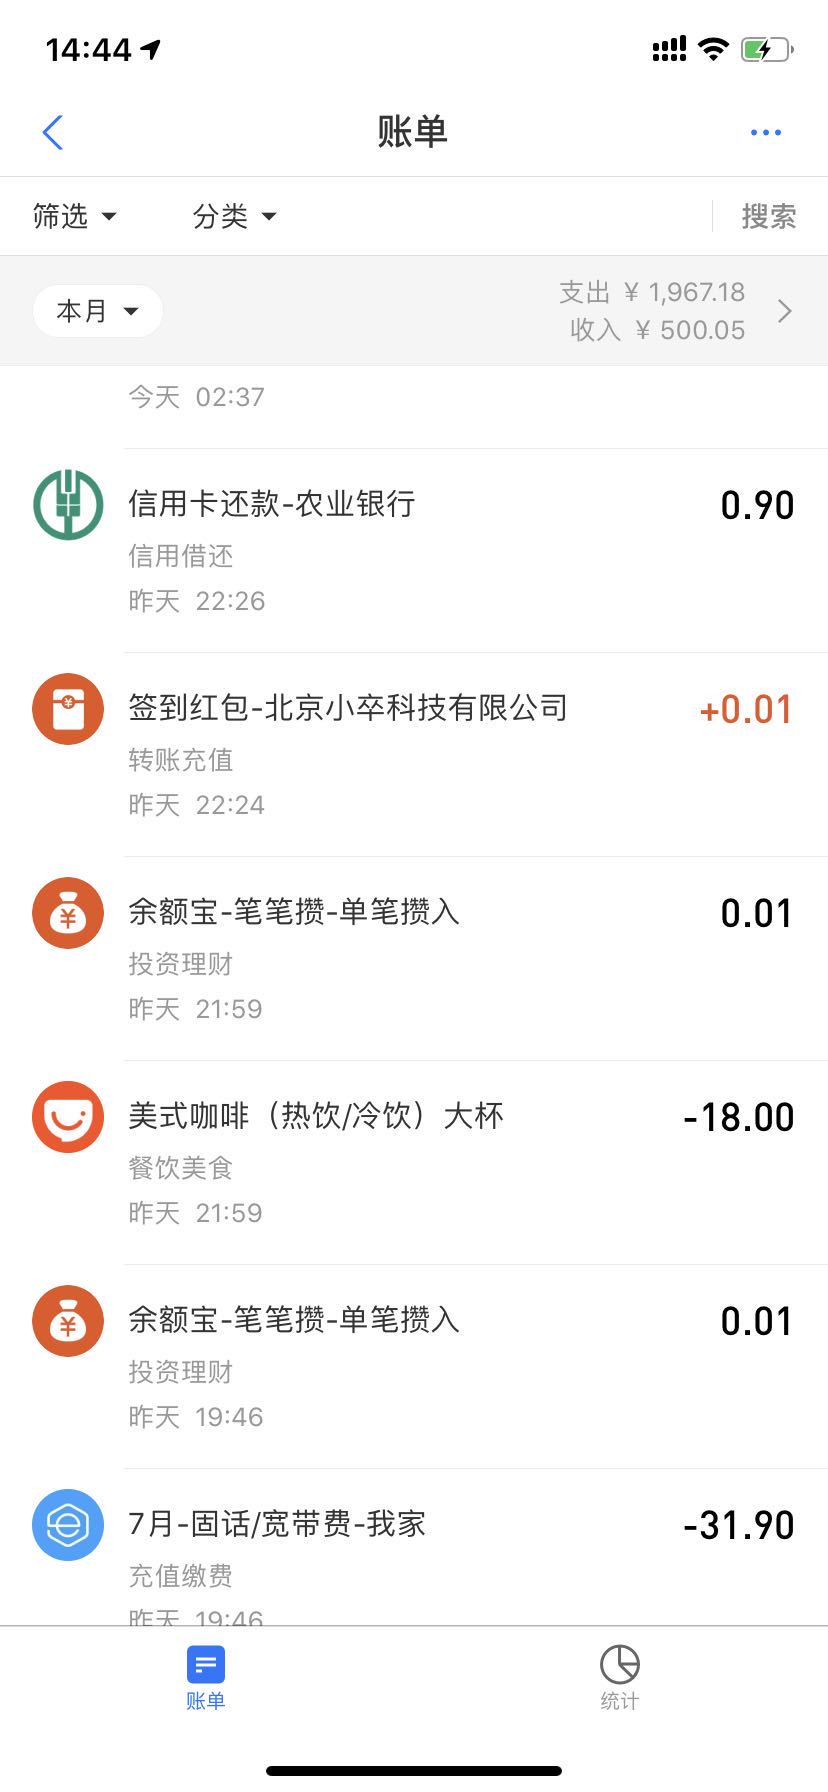 14:44
账单
筛选 分类 搜索
本月 支出 ¥ 1,967.18
收入 ¥ 500.05
今天 02:37
信用卡还款-农业银行 0.90
信用借还
昨天 22:26
签到红包-北京小卒科技有限公司 +0.01
转账充值
昨天 22:24
余额宝-笔笔攒-单笔攒入 0.01
投资理财
昨天 21:59
美式咖啡（热饮/冷饮）大杯 -18.00
餐饮美食
昨天 21:59
余额宝-笔笔攒-单笔攒入 0.01
投资理财
昨天 19:46
7月-固话/宽带费-我家 -31.90
充值缴费
昨天 19:46
账单 统计